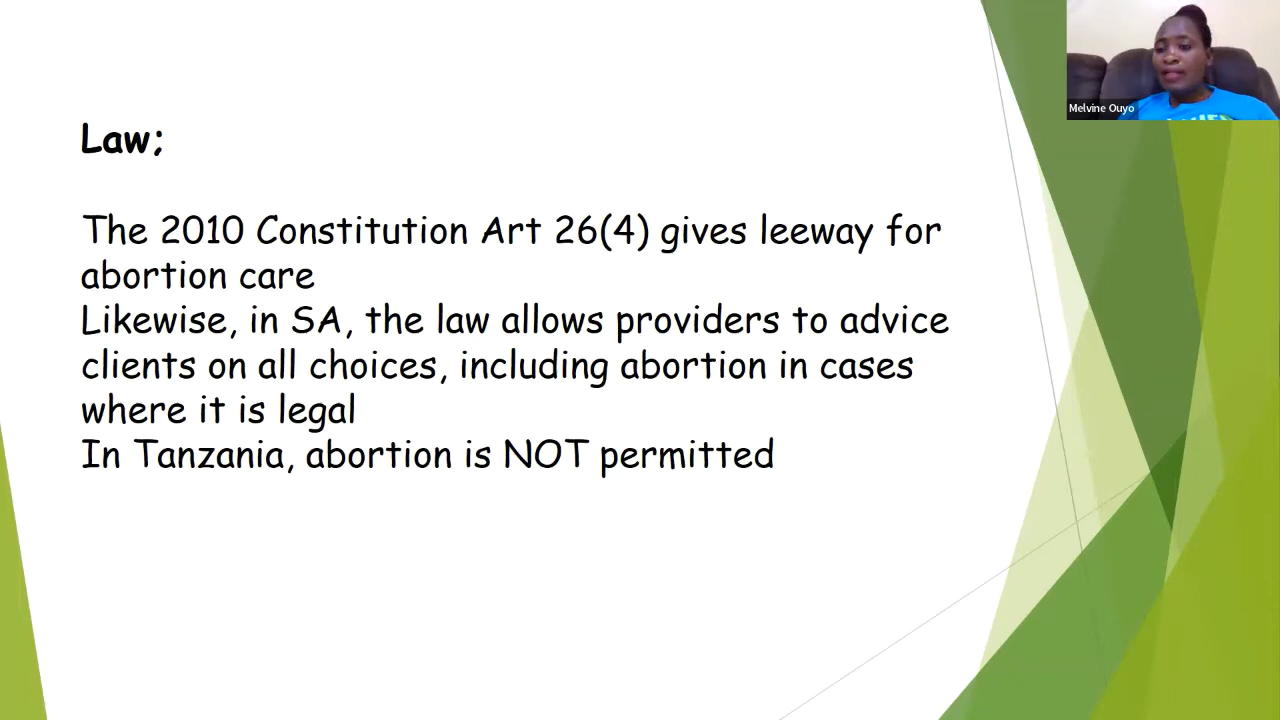 Melvine Ouyo
Law;
The 2010 Constitution Art 26(4) gives leeway for
abortion care
Likewise, in SA, the law allows providers to advice
clients on all choices, including abortion in cases
where it is legal
In Tanzania, abortion is NOT permitted